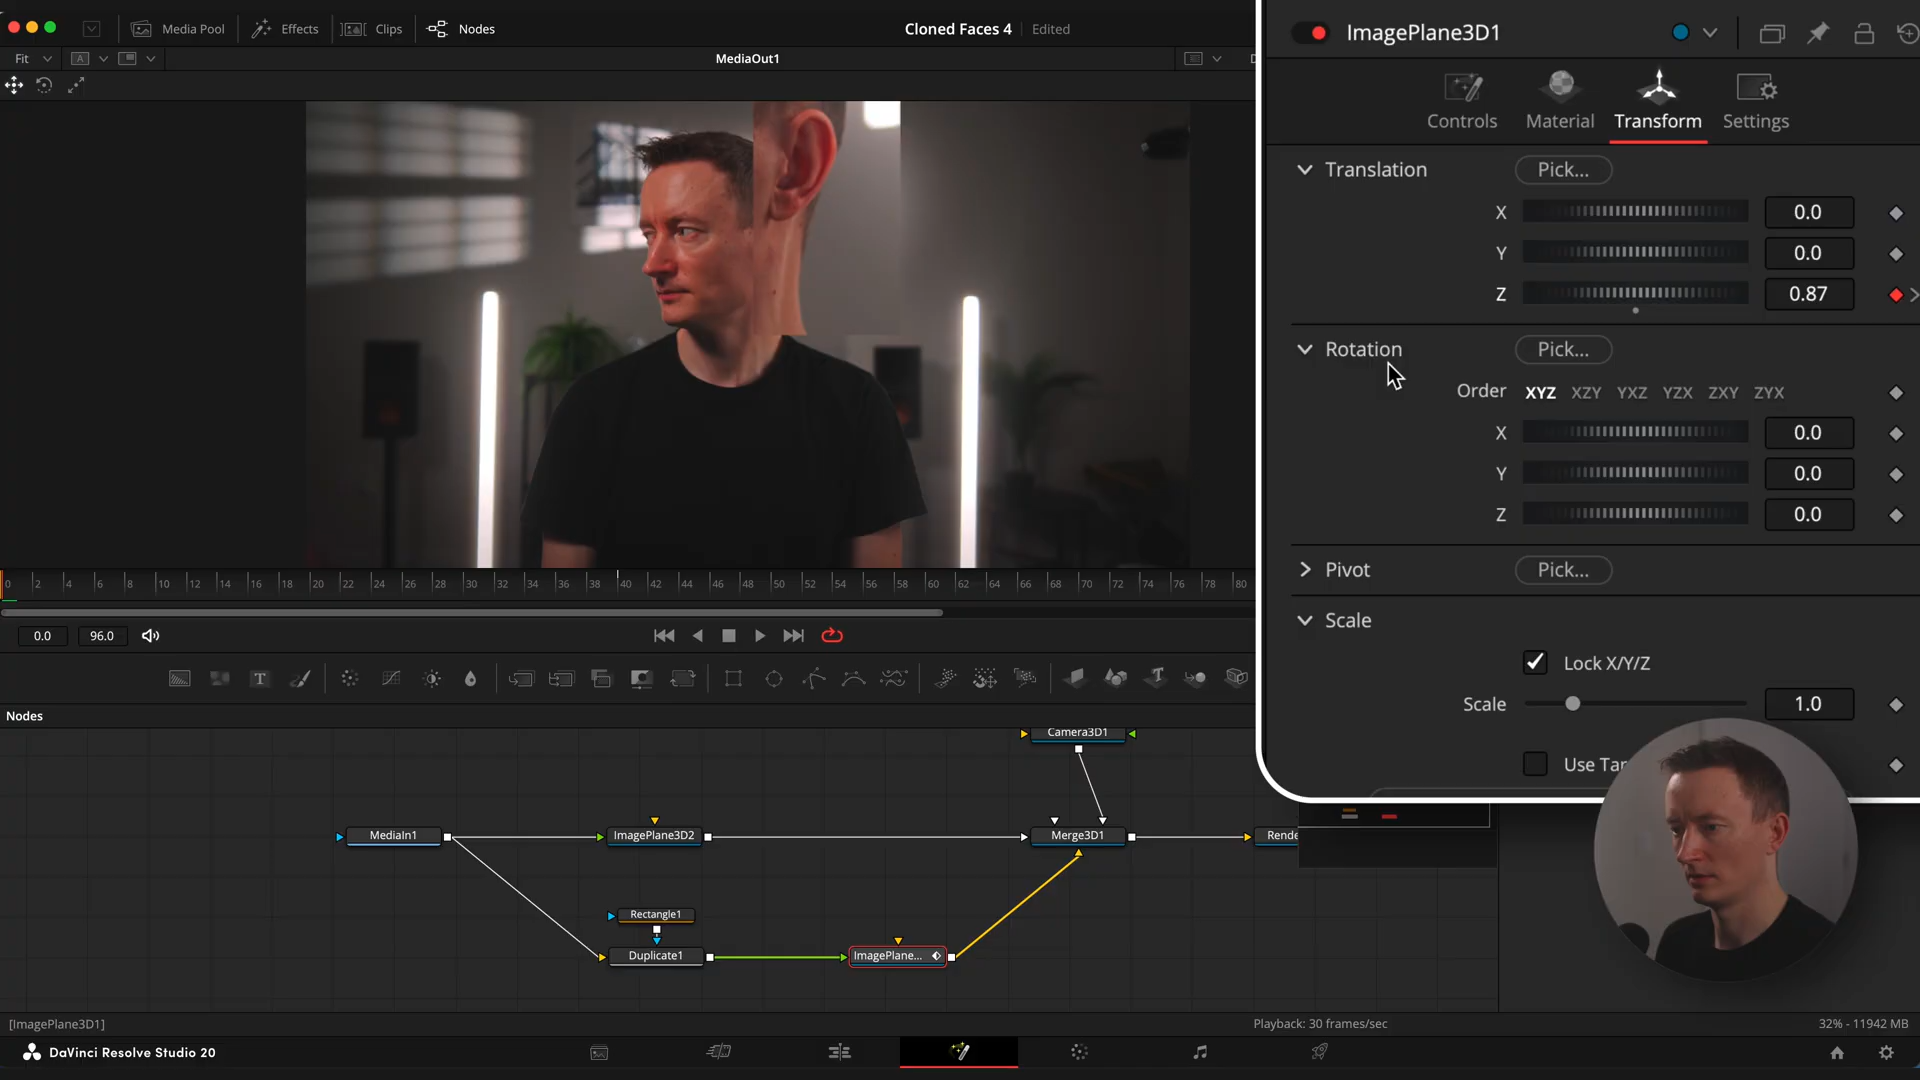 Media Pool
Effects
Clips
Nodes
Cloned Faces 4
Edited
Fit
A
MediaOut1
0 2 4 6 8 10 12 14 16 18 20 22 24 26 28 30 32 34 36 38 40 42 44 46 48 50 52 54 56 58 60 62 64 66 68 70 72 74 76 78 80
0.0
96.0
Nodes
Camera3D1
MediaIn1
ImagePlane3D2
Merge3D1
Rende
Rectangle1
Duplicate1
ImagePlane...
[ImagePlane3D1]
Playback: 30 frames/sec
32% - 11942 MB
DaVinci Resolve Studio 20
ImagePlane3D1
Controls
Material
Transform
Settings
Translation
Pick...
X
0.0
Y
0.0
Z
0.87
Rotation
Pick...
Order
XYZ XZY YXZ YZX ZXY ZYX
X
0.0
Y
0.0
Z
0.0
Pivot
Pick...
Scale
Lock X/Y/Z
Scale
1.0
Use Tar